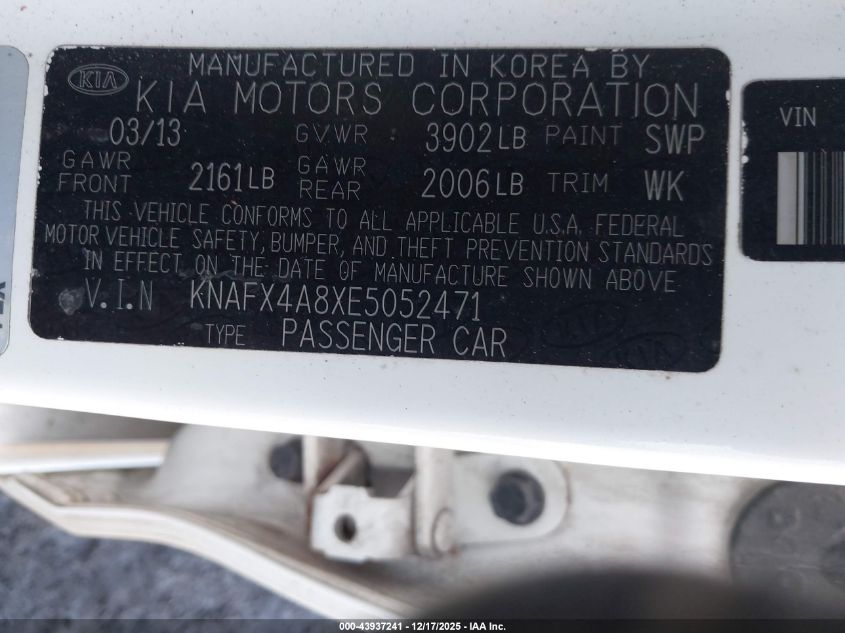 KIA
MANUFACTURED IN KOREA BY
KIA MOTORS CORPORATION
03/13 GVWR 3902LB PAINT SWP
GAWR FRONT 2161LB GAWR REAR 2006LB TRIM WK
THIS VEHICLE CONFORMS TO ALL APPLICABLE U.S.A. FEDERAL
MOTOR VEHICLE SAFETY, BUMPER, AND THEFT PREVENTION STANDARDS
IN EFFECT ON THE DATE OF MANUFACTURE SHOWN ABOVE
V.I.N KNAFX4A8XE5052471
TYPE PASSENGER CAR
KIA
KIA
VIN
000-43937241 - 12/17/2025 - IAA Inc.